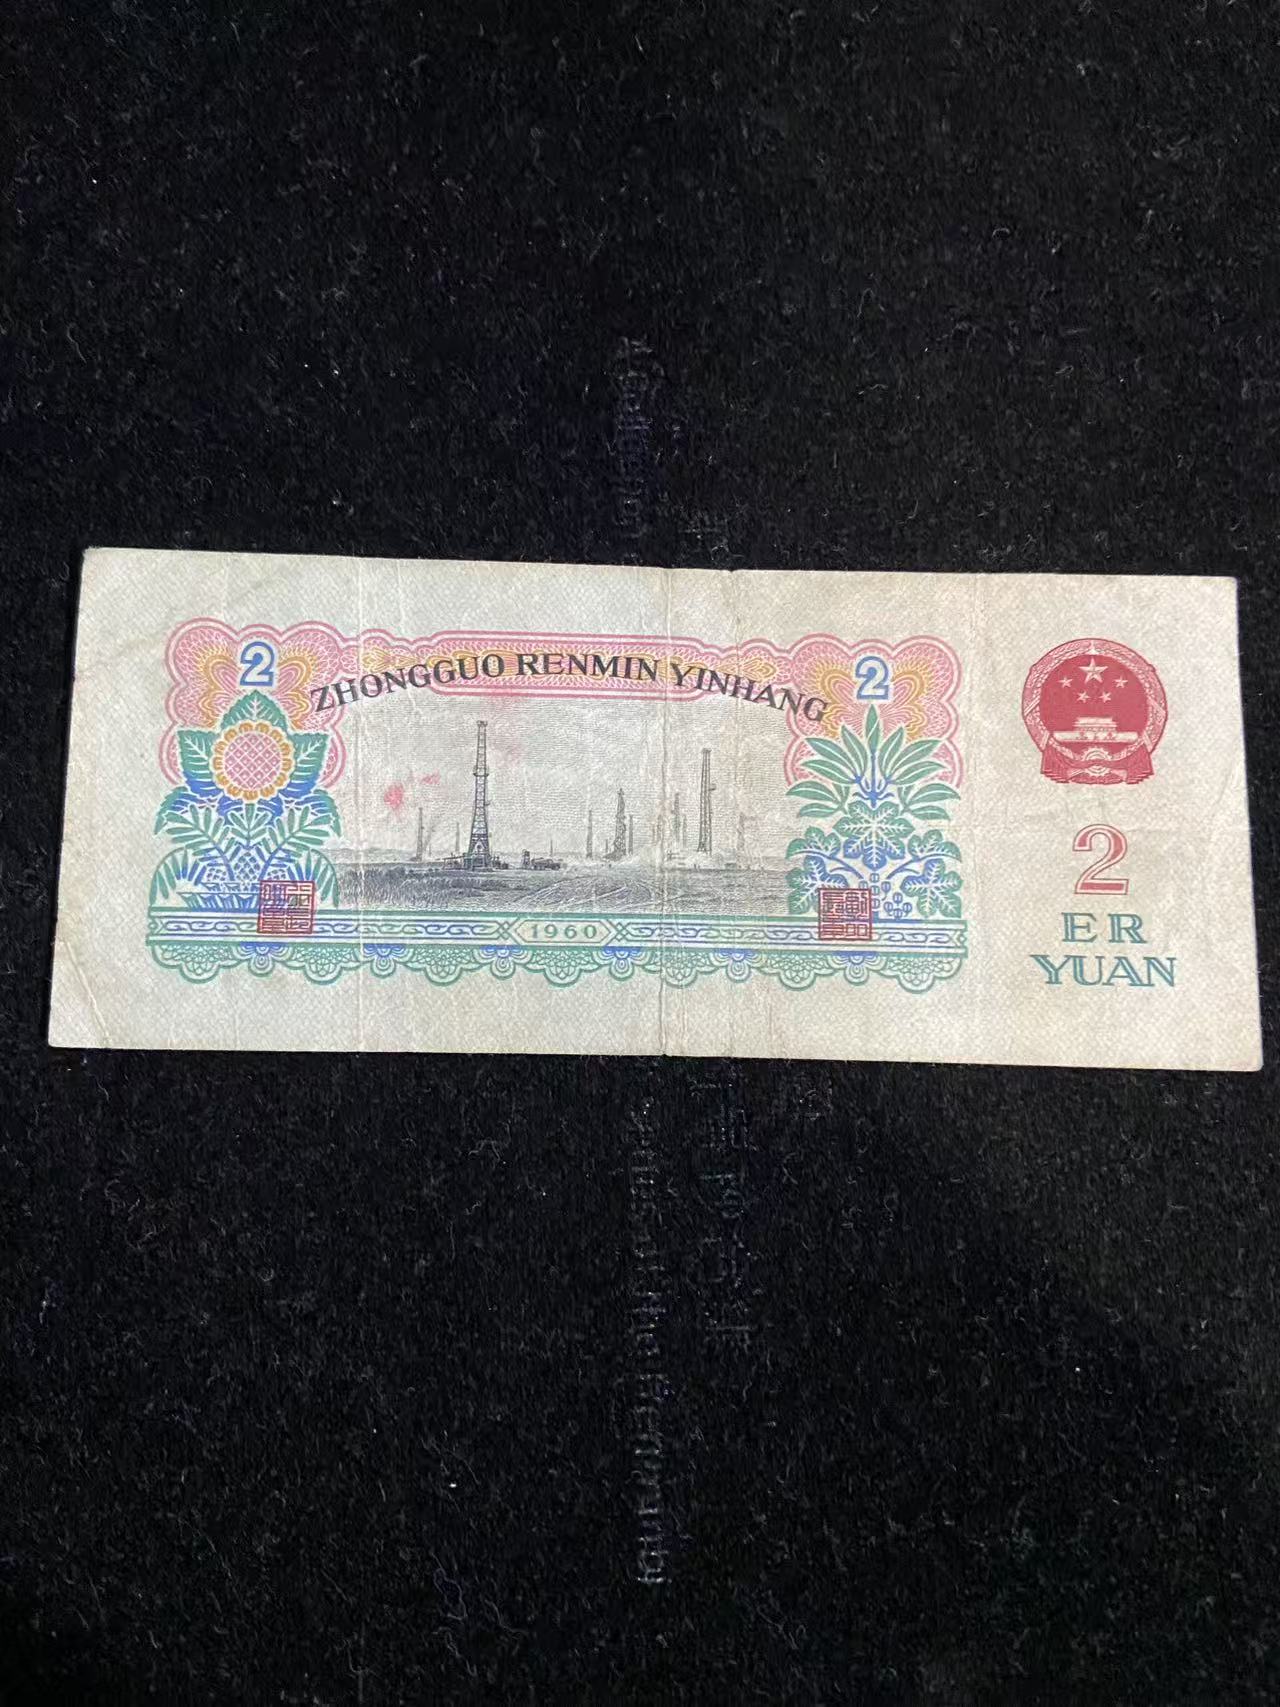 2
ZHONGGUO RENMIN YINHANG
2
1960
2
ER
YUAN